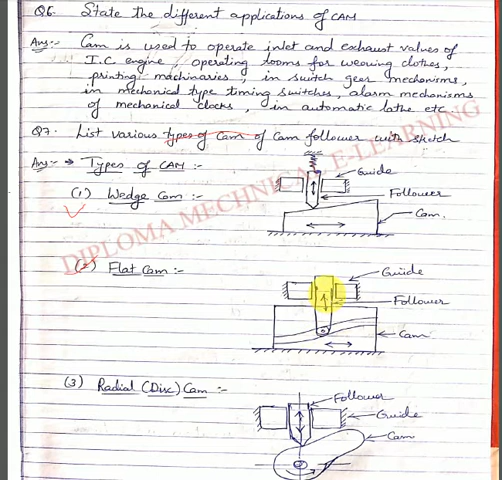 Q6. State the different applications of CAM
Ans:- Cam is used to operate inlet and exhaust values of
I.C engine, operating looms for weaving clothes,
printing machinaries, in switch gear mechanisms,
in mechanical type timing switches, alarm mechanisms
of mechanical clocks, in automatic lathe etc.
Q7. List various types of Cam of Cam follower with sketch
Ans:- → Types of CAM :-
(1) Wedge Cam :-
Guide
Follower
Cam.
(2) Flat Cam :-
Guide
Follower
Cam
(3) Radial (Disc) Cam :-
Follower
Guide
Cam
DIPLOMA MECHANICAL E-LEARNING